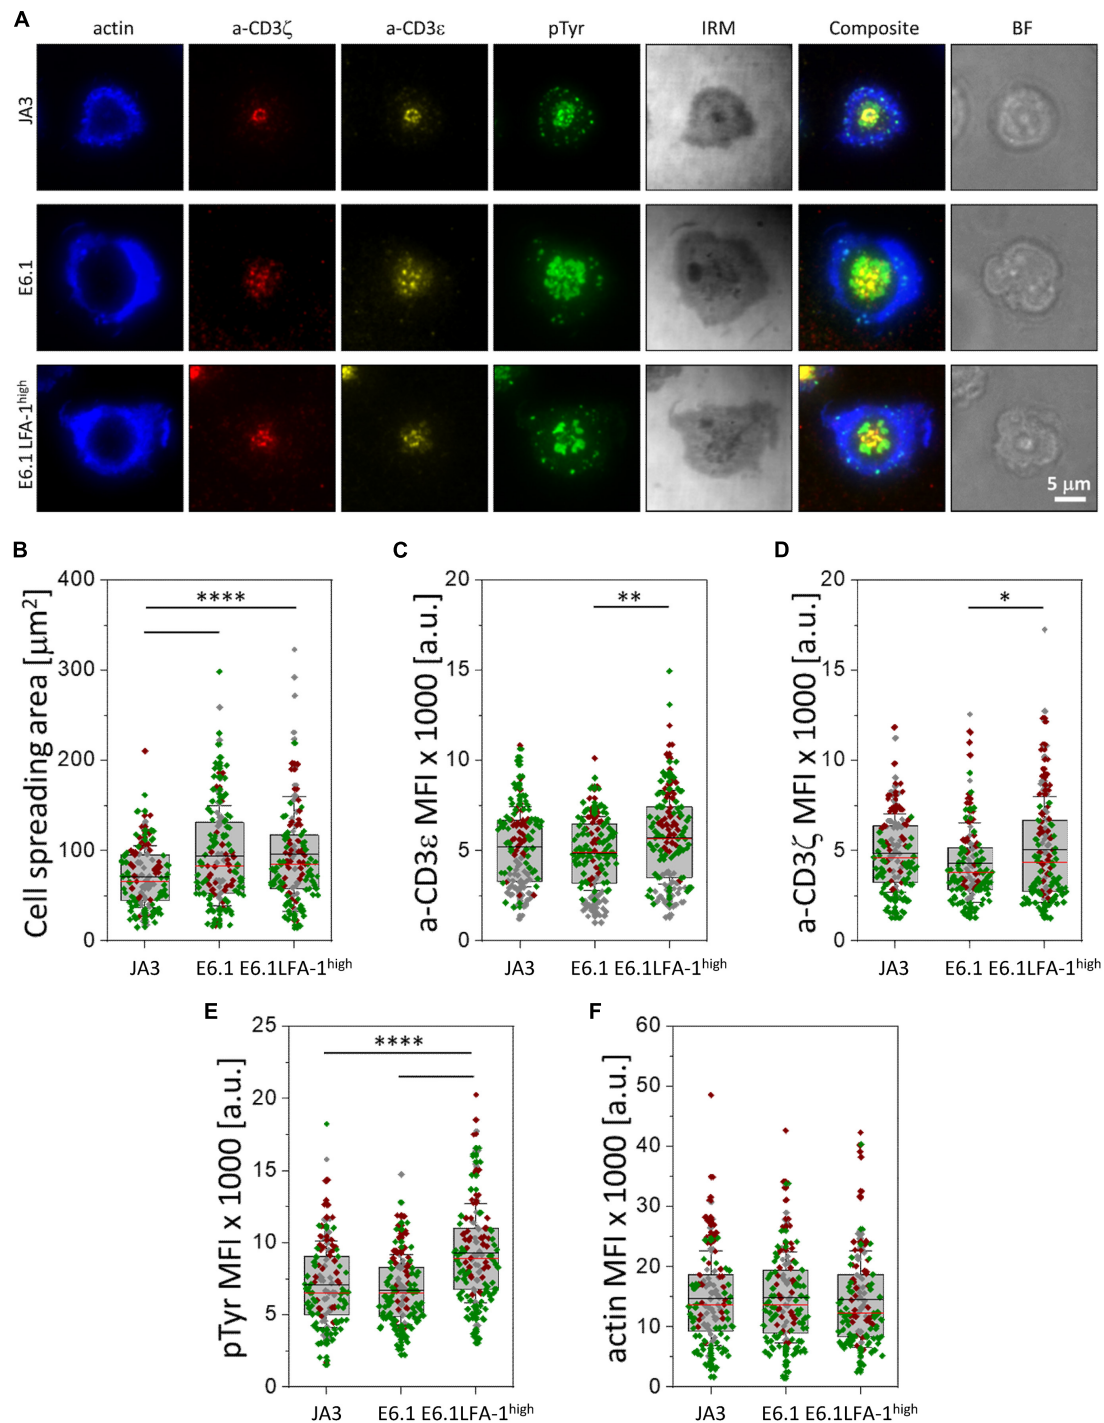 A
actin a-CD3ζ a-CD3ε pTyr IRM Composite BF
JA3
E6.1
E6.1 LFA-1high
5 μm
B C D
400
300
200
100
0
Cell spreading area [μm2]
****
JA3 E6.1 E6.1LFA-1high
20
15
10
5
0
a-CD3ε MFI x 1000 [a.u.]
**
JA3 E6.1 E6.1LFA-1high
20
15
10
5
0
a-CD3ζ MFI x 1000 [a.u.]
*
JA3 E6.1 E6.1LFA-1high
E F
25
20
15
10
5
0
pTyr MFI x 1000 [a.u.]
****
JA3 E6.1 E6.1LFA-1high
60
50
40
30
20
10
0
actin MFI x 1000 [a.u.]
JA3 E6.1 E6.1LFA-1high